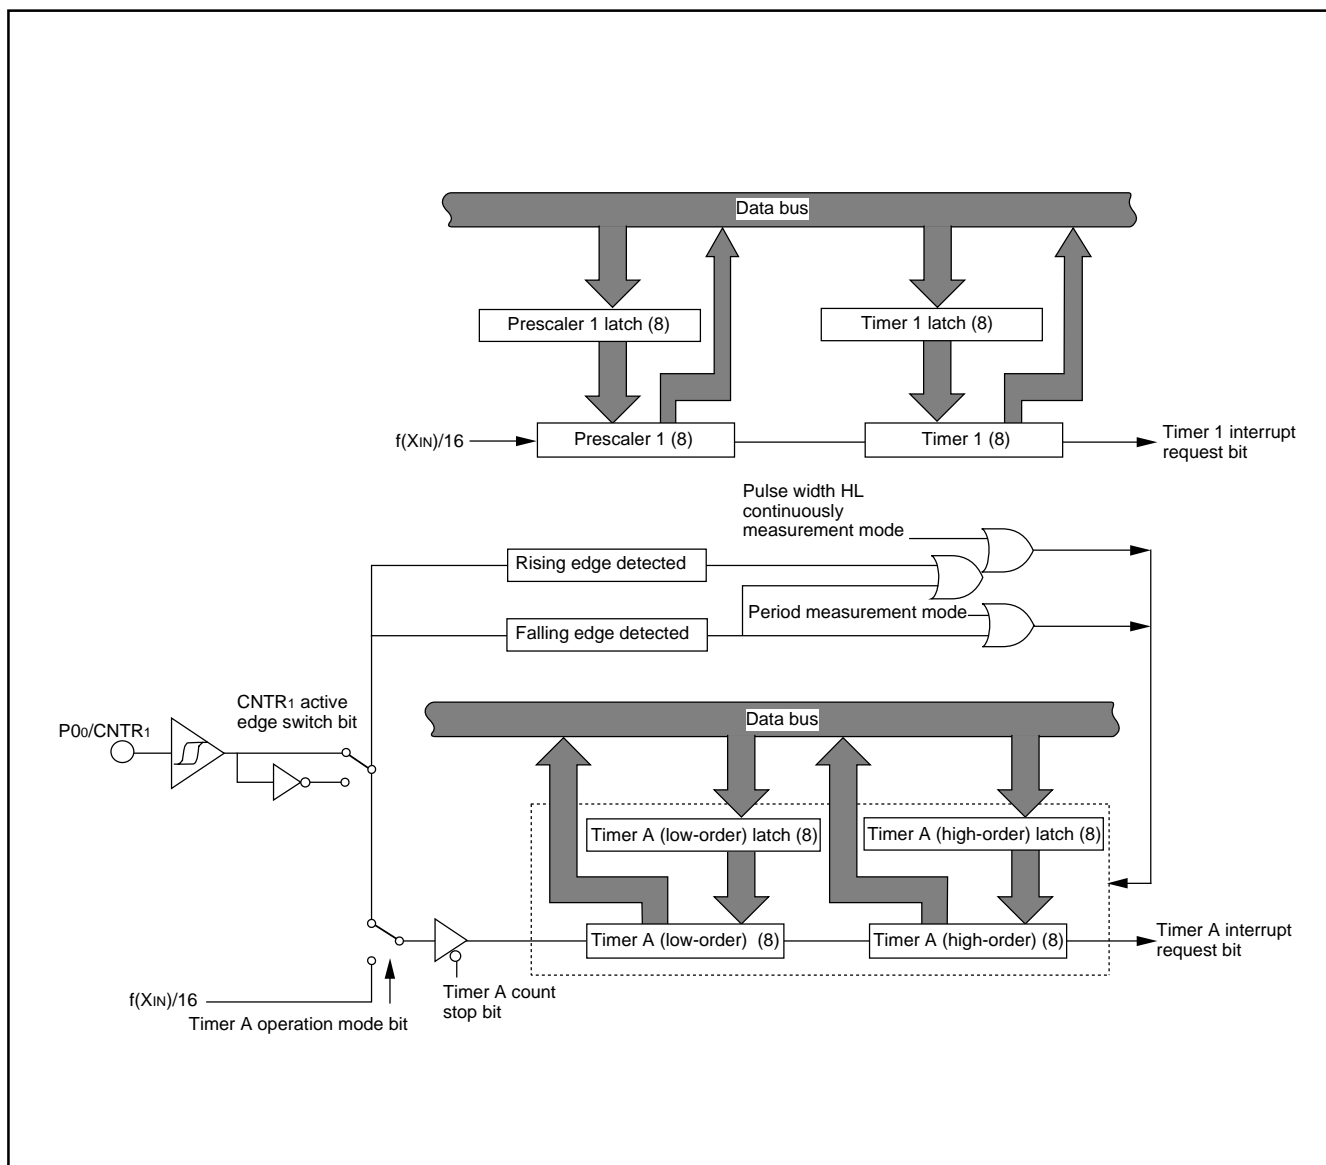 Data bus
Prescaler 1 latch (8)
Timer 1 latch (8)
f(XIN)/16
Prescaler 1 (8)
Timer 1 (8)
Timer 1 interrupt
request bit
Pulse width HL
continuously
measurement mode
Rising edge detected
Period measurement mode
Falling edge detected
CNTR1 active
edge switch bit
P00/CNTR1
Data bus
Timer A (low-order) latch (8)
Timer A (high-order) latch (8)
Timer A (low-order) (8)
Timer A (high-order) (8)
Timer A interrupt
request bit
f(XIN)/16
Timer A operation mode bit
Timer A count
stop bit